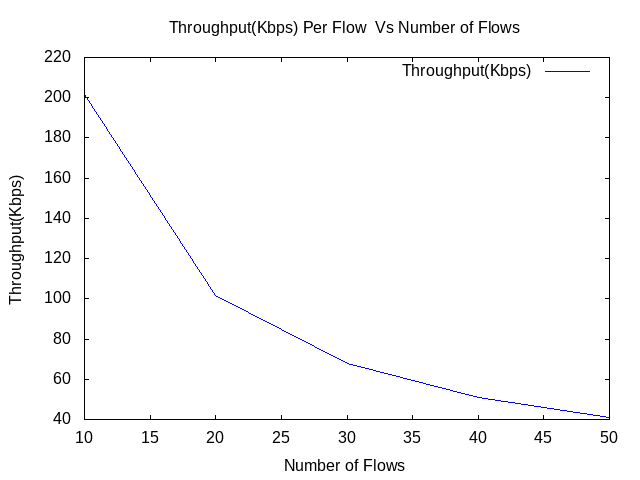 Throughput(Kbps) Per Flow  Vs Number of Flows
Throughput(Kbps)
220
200
180
160
140
120
100
80
60
40
Throughput(Kbps)
10 15 20 25 30 35 40 45 50
Number of Flows